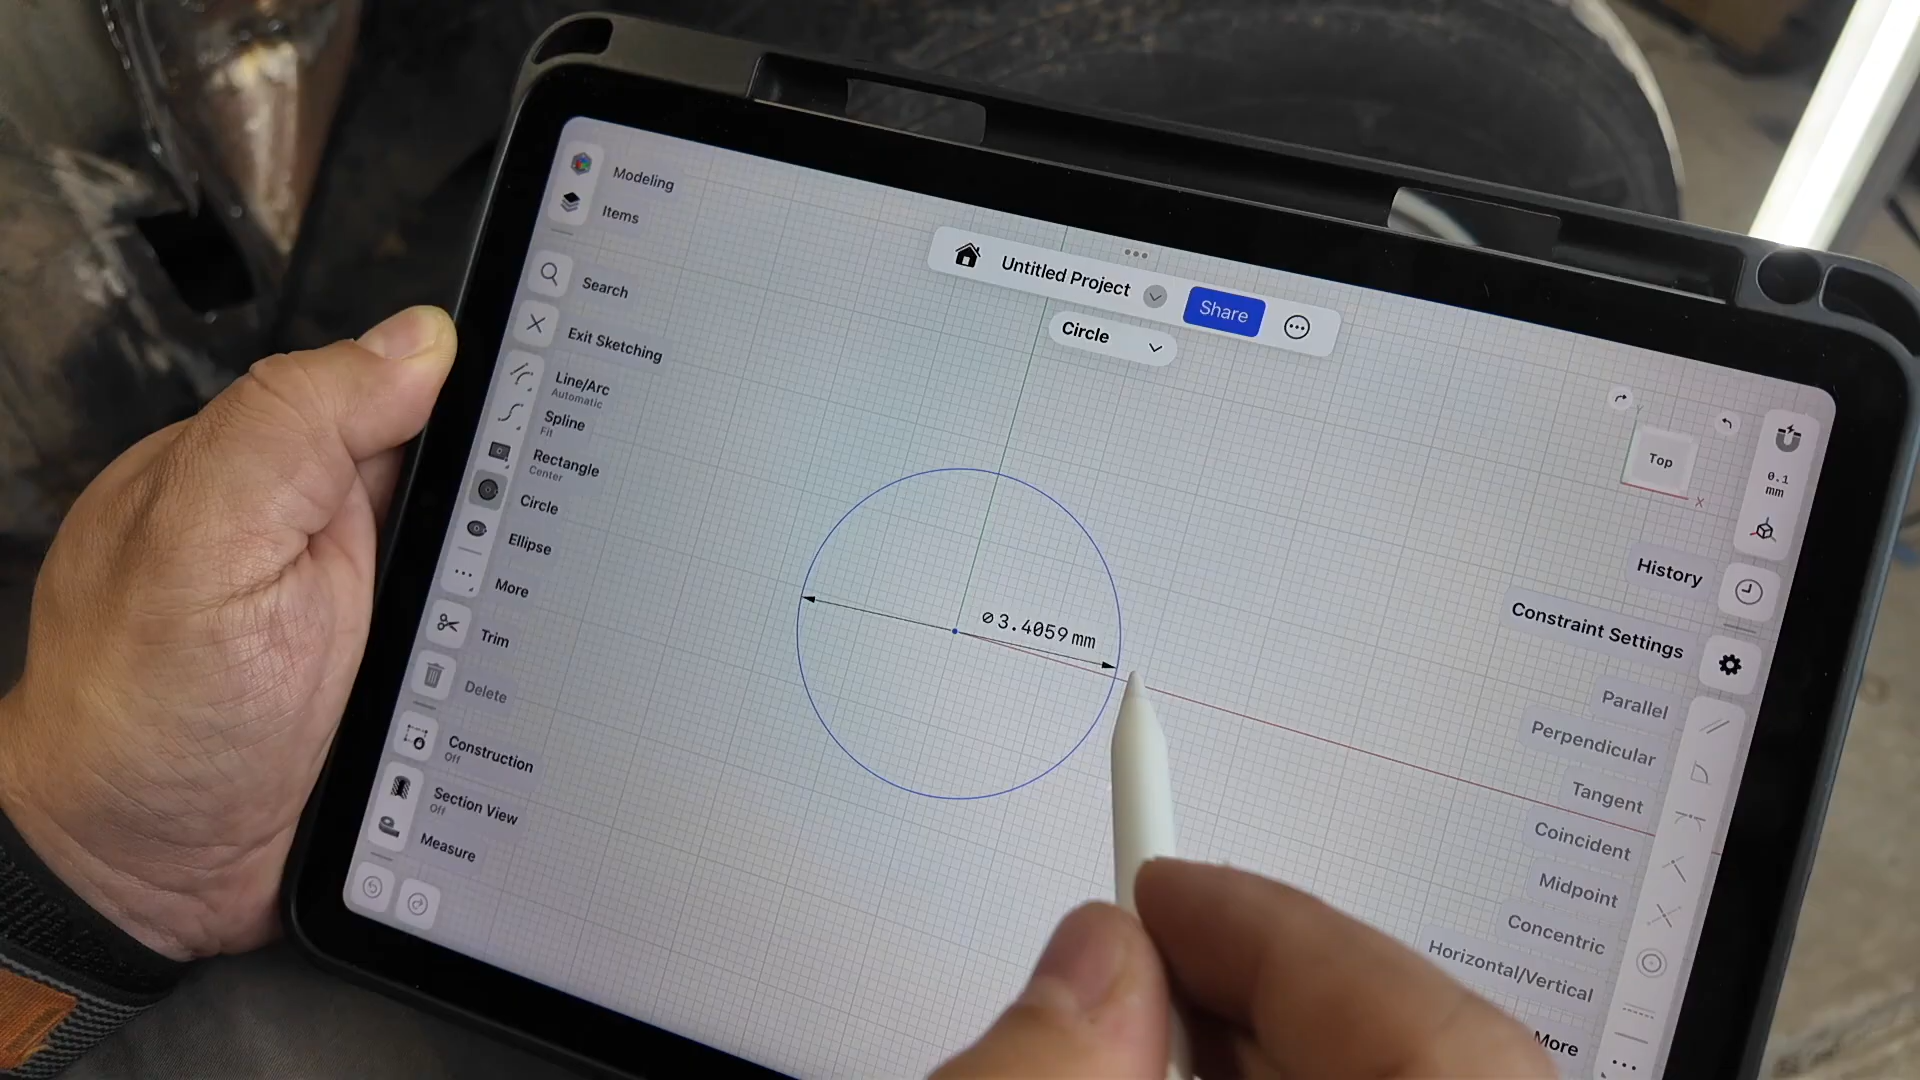 Modeling
Items
Search
Exit Sketching
Line/Arc
Automatic
Spline
Fit
Rectangle
Center
Circle
Ellipse
More
Trim
Delete
Construction
Off
Section View
Off
Measure
Untitled Project
Share
Circle
⌀3.4059 mm
Y
Top
X
0.1
mm
History
Constraint Settings
Parallel
Perpendicular
Tangent
Coincident
Midpoint
Concentric
Horizontal/Vertical
More